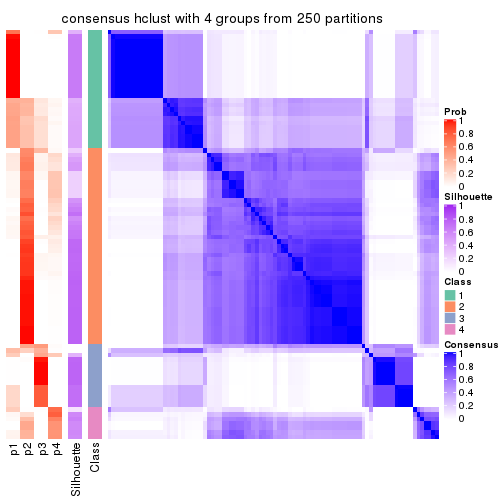 consensus hclust with 4 groups from 250 partitions
Prob
1
0.8
0.6
0.4
0.2
0
Silhouette
1
0.8
0.6
0.4
0.2
0
Class
1
2
3
4
Consensus
1
0.8
0.6
0.4
0.2
0
p1
p2
p3
p4
Silhouette
Class